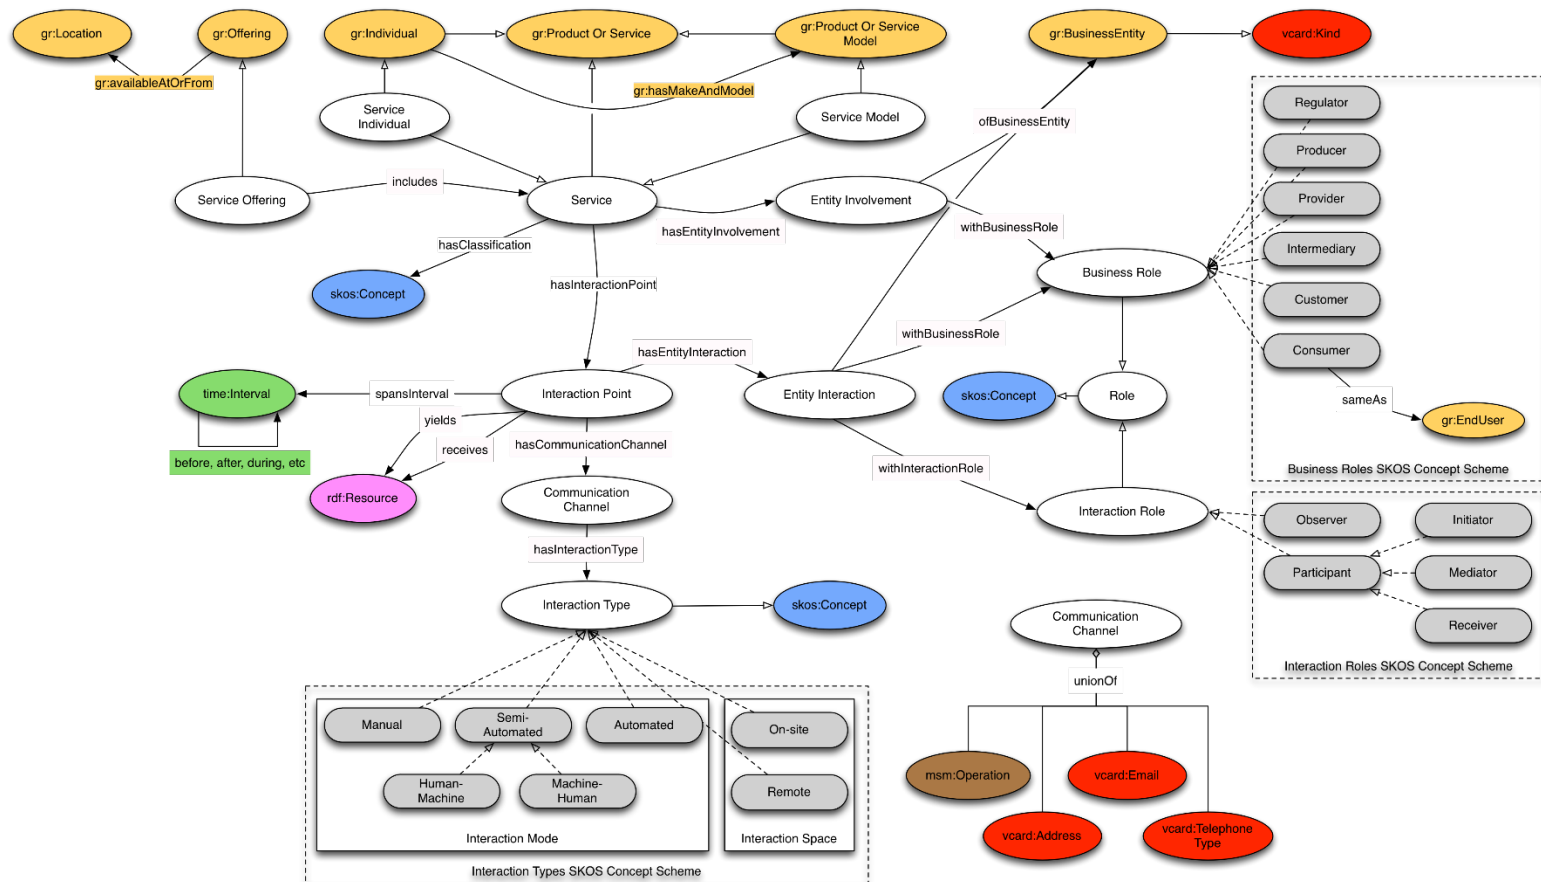 gr:Location
gr:Offering
gr:Individual
gr:Product Or Service
gr:Product Or Service
Model
gr:BusinessEntity
vcard:Kind
gr:availableAtOrFrom
gr:hasMakeAndModel
Service
Individual
Service Model
ofBusinessEntity
Regulator
Producer
Provider
Intermediary
Customer
Consumer
sameAs
gr:EndUser
Business Roles SKOS Concept Scheme
Service Offering
includes
Service
Entity Involvement
hasEntityInvolvement
withBusinessRole
hasClassification
skos:Concept
hasInteractionPoint
Business Role
withBusinessRole
hasEntityInteraction
time:Interval
spansInterval
Interaction Point
Entity Interaction
skos:Concept
Role
yields
receives
hasCommunicationChannel
before, after, during, etc
rdf:Resource
withInteractionRole
Communication
Channel
Interaction Role
Observer
Initiator
Participant
Mediator
Receiver
Interaction Roles SKOS Concept Scheme
hasInteractionType
Interaction Type
skos:Concept
Communication
Channel
unionOf
Manual
Semi-
Automated
Automated
On-site
Human-
Machine
Machine-
Human
Remote
Interaction Mode
Interaction Space
Interaction Types SKOS Concept Scheme
msm:Operation
vcard:Email
vcard:Address
vcard:Telephone
Type